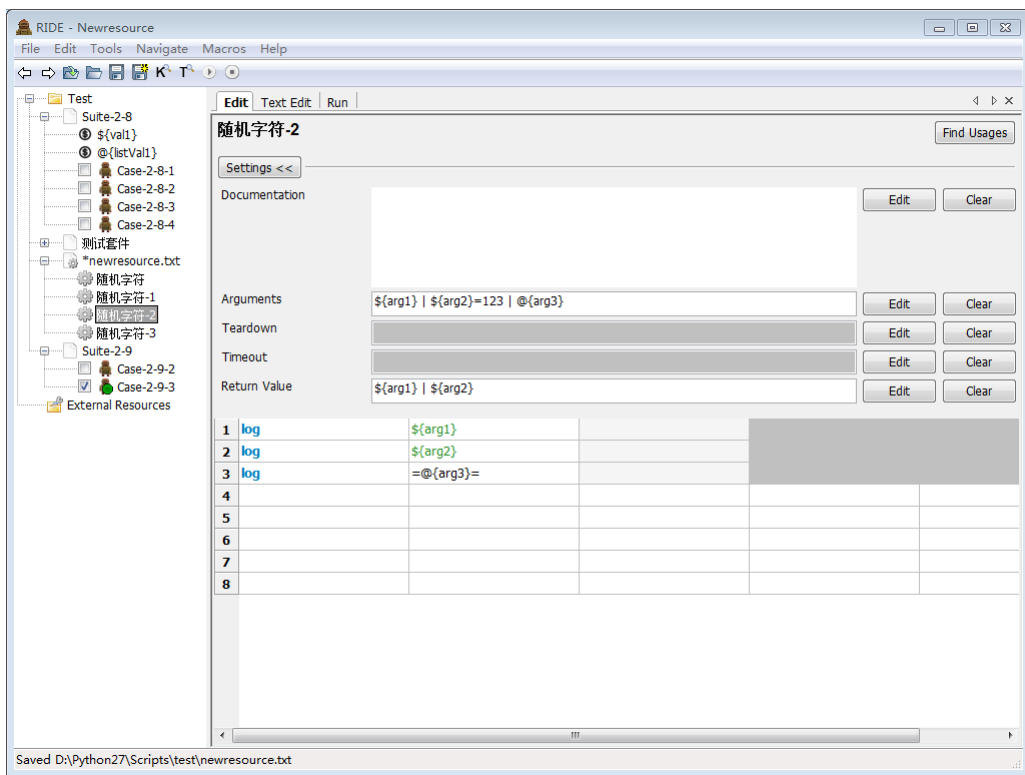 RIDE - Newresource
File Edit Tools Navigate Macros Help
K T
Test
Suite-2-8
${val1}
@{listVal1}
Case-2-8-1
Case-2-8-2
Case-2-8-3
Case-2-8-4
测试套件
*newresource.txt
随机字符
随机字符-1
随机字符-2
随机字符-3
Suite-2-9
Case-2-9-2
Case-2-9-3
External Resources
Edit Text Edit Run
随机字符-2
Find Usages
Settings <<
Documentation
Edit Clear
Arguments ${arg1} | ${arg2}=123 | @{arg3} Edit Clear
Teardown Edit Clear
Timeout Edit Clear
Return Value ${arg1} | ${arg2} Edit Clear
1 log ${arg1}
2 log ${arg2}
3 log =@{arg3}=
4
5
6
7
8
Saved D:\Python27\Scripts\test\newresource.txt